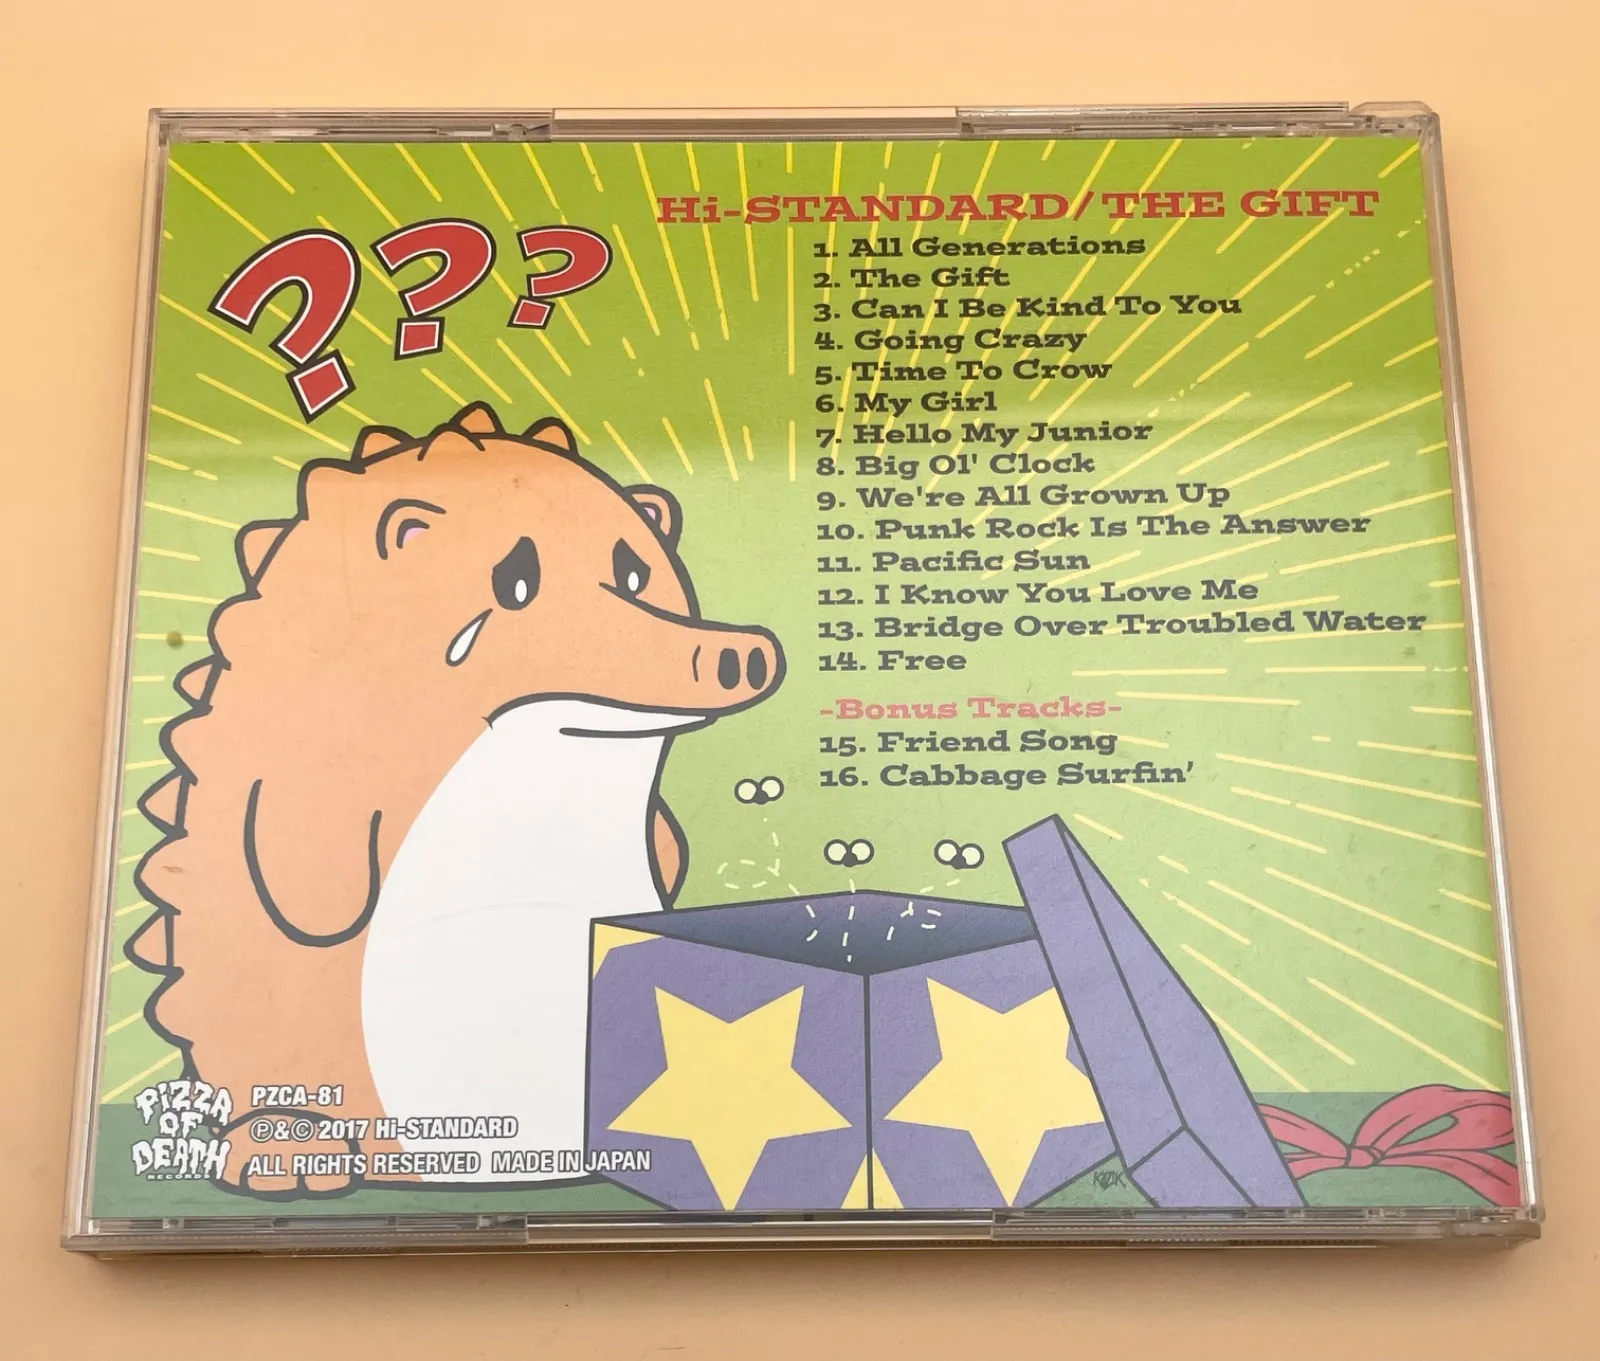 ???
Hi-STANDARD/THE GIFT
1. All Generations
2. The Gift
3. Can I Be Kind To You
4. Going Crazy
5. Time To Crow
6. My Girl
7. Hello My Junior
8. Big Ol' Clock
9. We're All Grown Up
10. Punk Rock Is The Answer
11. Pacific Sun
12. I Know You Love Me
13. Bridge Over Troubled Water
14. Free
-Bonus Tracks-
15. Friend Song
16. Cabbage Surfin'
PIZZA
OF
DEATH
RECORDS
PZCA-81
℗&© 2017 Hi-STANDARD
ALL RIGHTS RESERVED MADE IN JAPAN